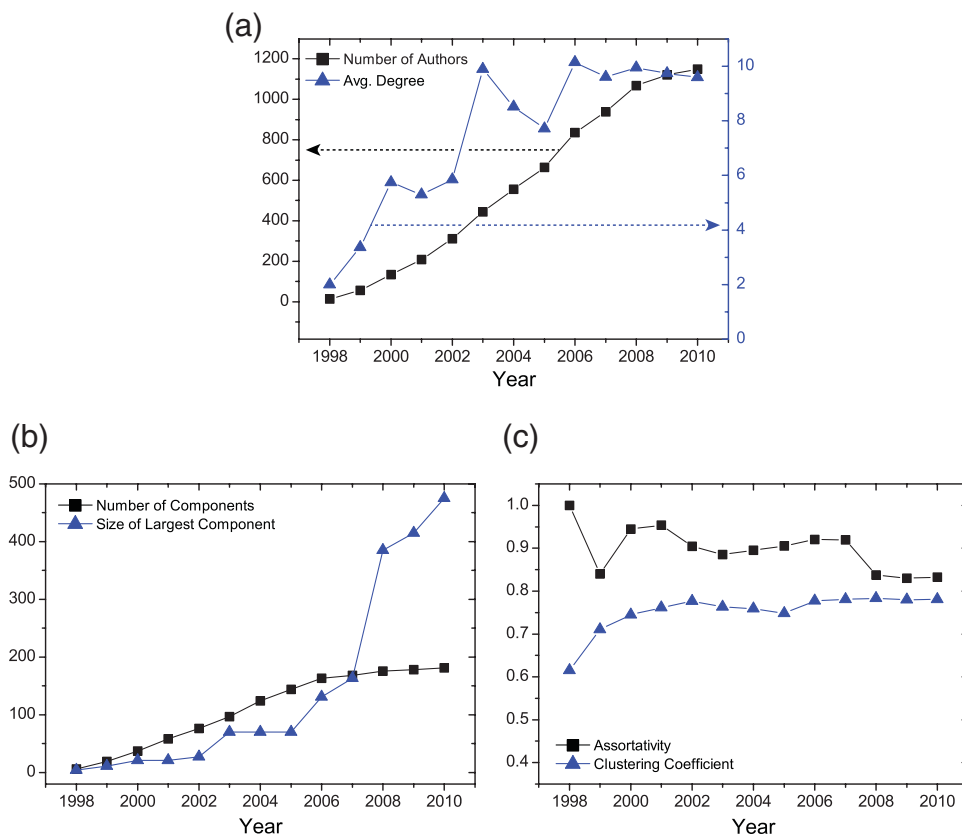 (a)
Number of Authors
Avg. Degree
1200
1000
800
600
400
200
0
10
8
6
4
2
0
1998 2000 2002 2004 2006 2008 2010
Year
(b)
Number of Components
Size of Largest Component
500
400
300
200
100
0
1998 2000 2002 2004 2006 2008 2010
Year
(c)
1.0
0.9
0.8
0.7
0.6
0.5
0.4
Assortativity
Clustering Coefficient
1998 2000 2002 2004 2006 2008 2010
Year